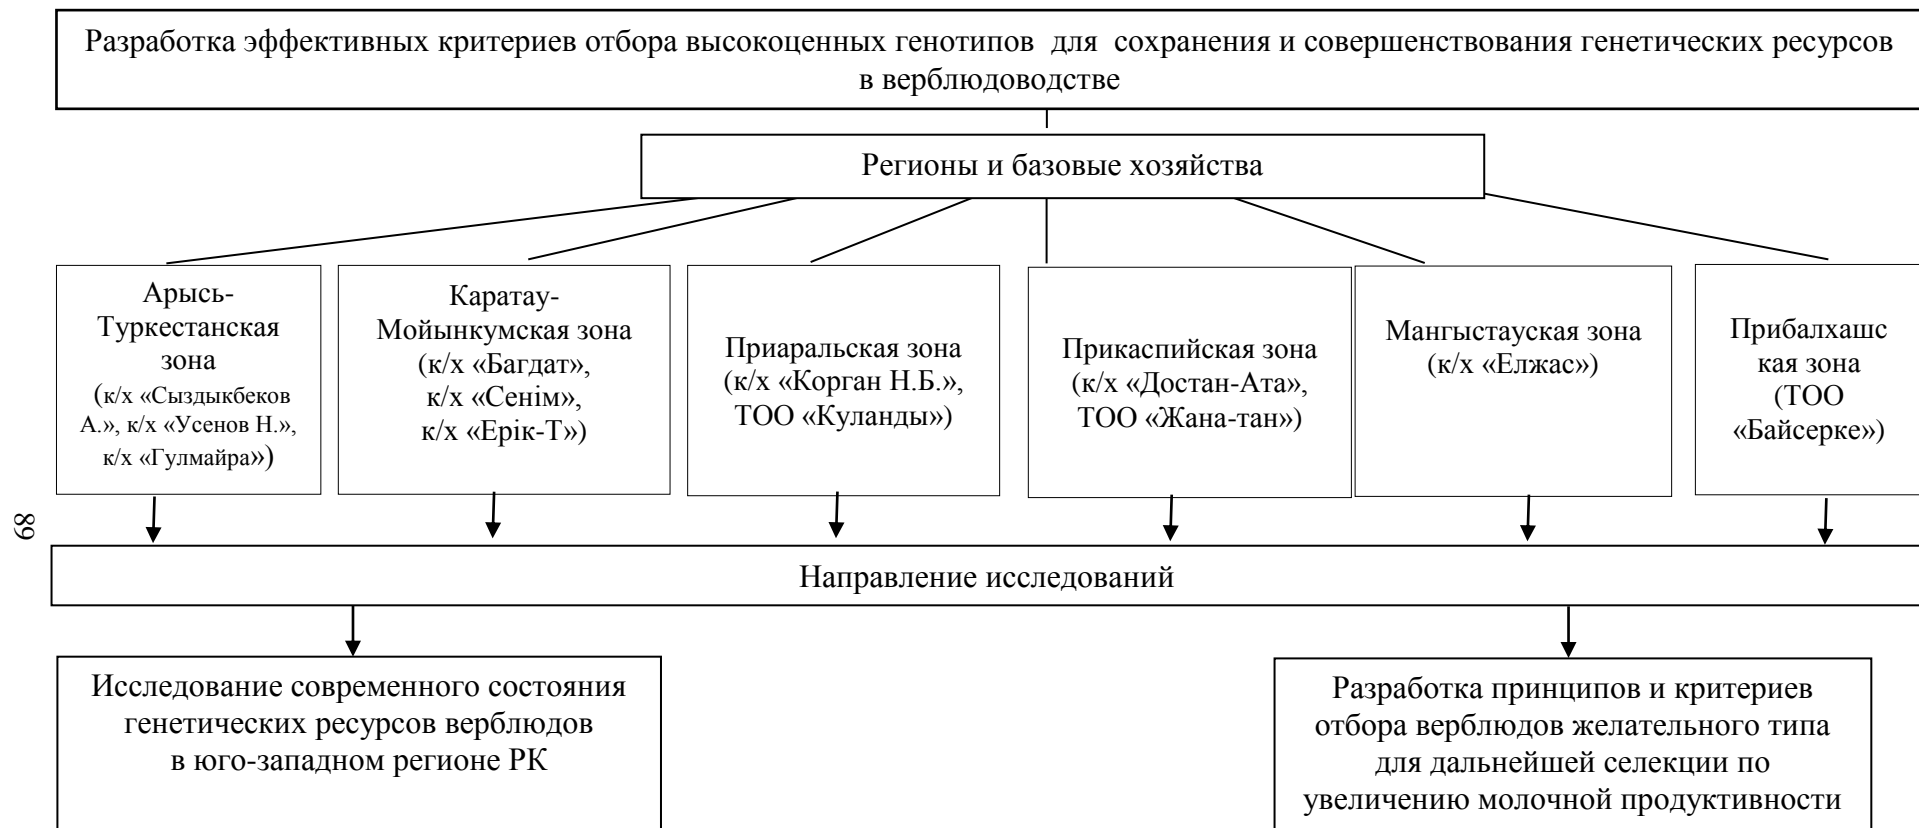 Разработка эффективных критериев отбора высокоценных генотипов для сохранения и совершенствования генетических ресурсов
в верблюдоводстве
Регионы и базовые хозяйства
Арысь-
Туркестанская
зона
(к/х «Сыздыкбеков
А.», к/х «Усенов Н.»,
к/х «Гулмайра»)
Каратау-
Мойынкумская зона
(к/х «Багдат»,
к/х «Сенім»,
к/х «Ерік-Т»)
Приаральская зона
(к/х «Корган Н.Б.»,
ТОО «Куланды»)
Прикаспийская зона
(к/х «Достан-Ата»,
ТОО «Жана-тан»)
Мангыстауская зона
(к/х «Елжас»)
Прибалхашс
кая зона
(ТОО
«Байсерке»)
68
Направление исследований
Исследование современного состояния
генетических ресурсов верблюдов
в юго-западном регионе РК
Разработка принципов и критериев
отбора верблюдов желательного типа
для дальнейшей селекции по
увеличению молочной продуктивности